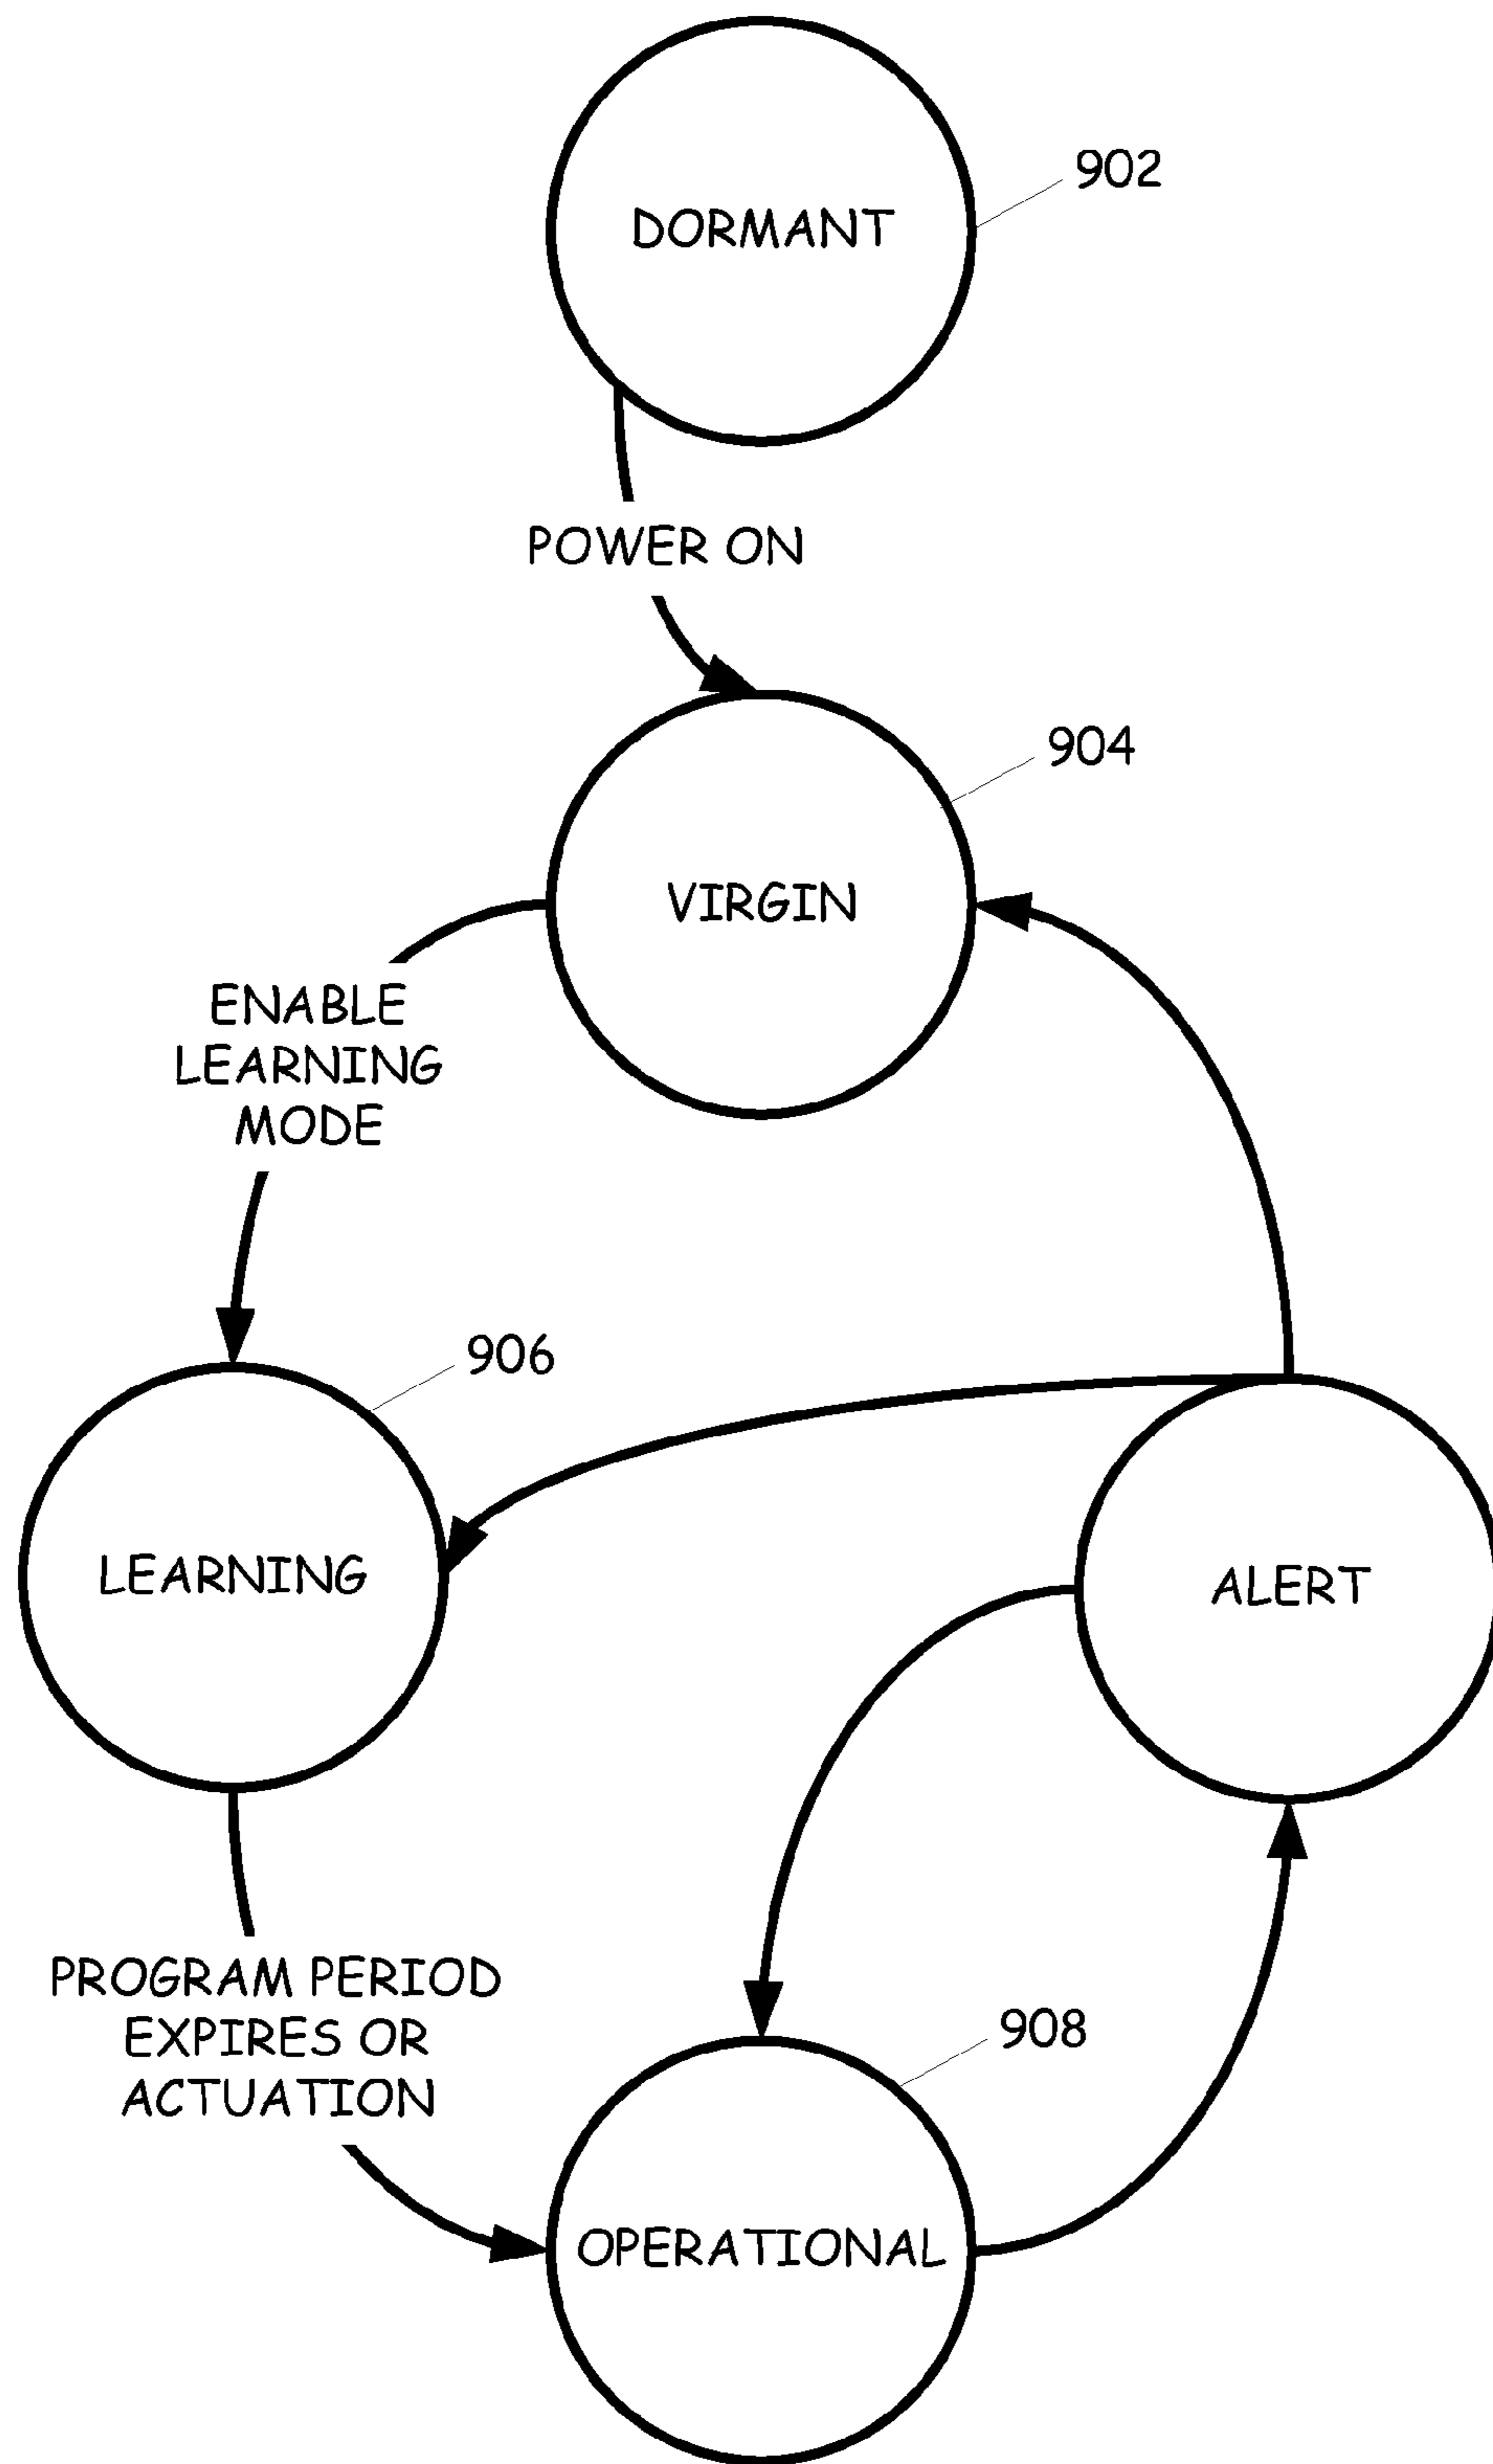 DORMANT
902
POWER ON
904
VIRGIN
ENABLE
LEARNING
MODE
906
LEARNING
ALERT
PROGRAM PERIOD
EXPIRES OR
ACTUATION
908
OPERATIONAL